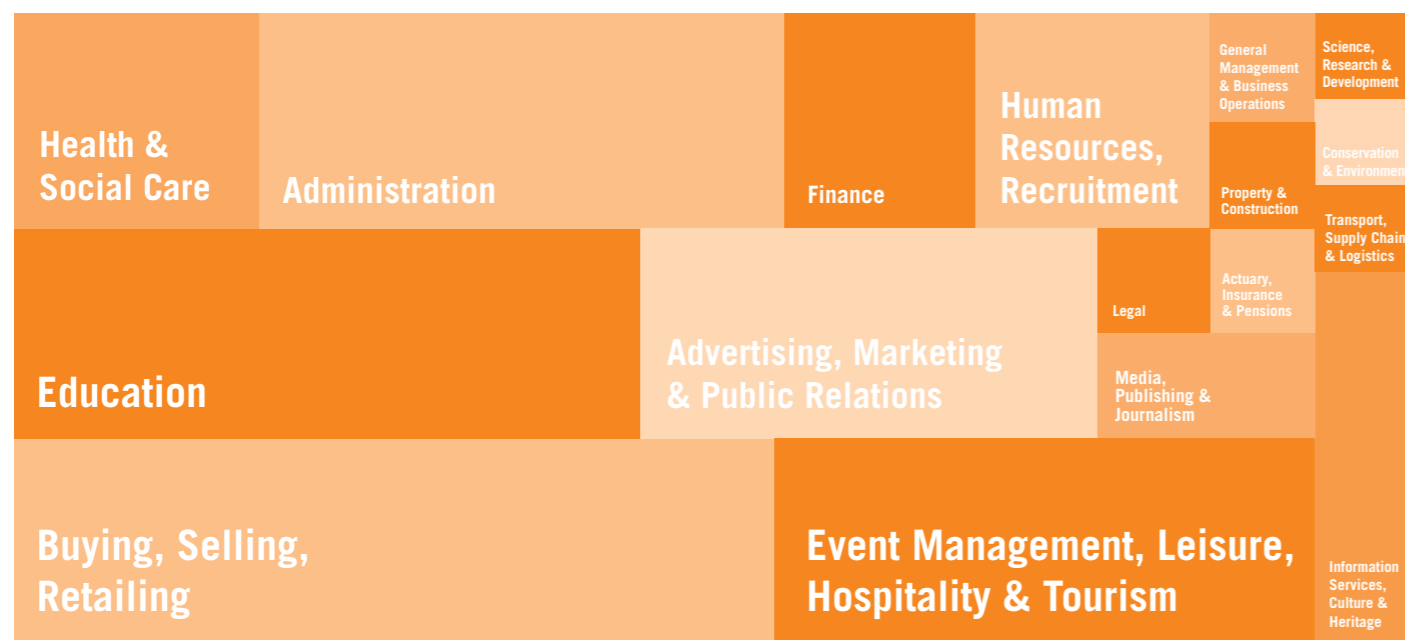 Health &
Social Care
Administration
Finance
Human
Resources,
Recruitment
General
Management
& Business
Operations
Science,
Research &
Development
Conservation
& Environmen
Property &
Construction
Transport,
Supply Chain
& Logistics
Education
Advertising, Marketing
& Public Relations
Legal
Actuary,
Insurance
& Pensions
Media,
Publishing &
Journalism
Buying, Selling,
Retailing
Event Management, Leisure,
Hospitality & Tourism
Information
Services,
Culture &
Heritage